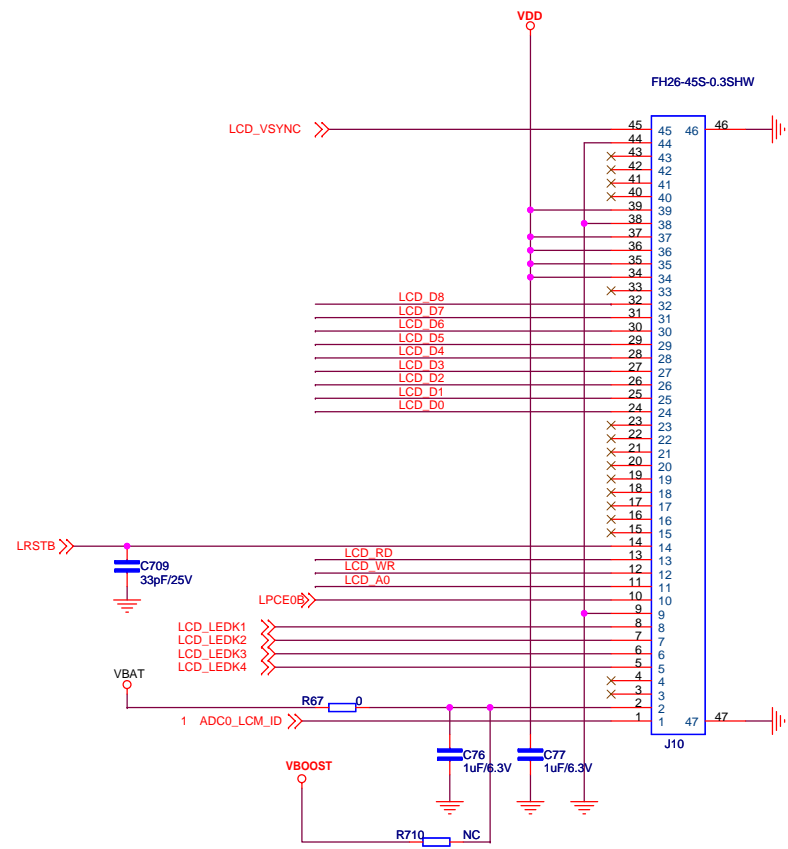 VDD
FH26-45S-0.3SHW
LCD_VSYNC 45 45 46 46
44 44
43 43
42 42
41 41
40 40
39 39
38 38
37 37
36 36
35 35
34 34
33 33
LCD_D8 32 32
LCD_D7 31 31
LCD_D6 30 30
LCD_D5 29 29
LCD_D4 28 28
LCD_D3 27 27
LCD_D2 26 26
LCD_D1 25 25
LCD_D0 24 24
23 23
22 22
21 21
20 20
19 19
18 18
17 17
16 16
15 15
LRSTB 14 14
C709
33pF/25V
LCD_RD 13 13
LCD_WR 12 12
LCD_A0 11 11
LPCE0B 10 10
9 9
LCD_LEDK1 8 8
LCD_LEDK2 7 7
LCD_LEDK3 6 6
LCD_LEDK4 5 5
VBAT 4 4
3 3
R67 0 2 2
1 ADC0_LCM_ID 1 1 47 47
J10
C76
1uF/6.3V
C77
1uF/6.3V
VBOOST
R710 NC